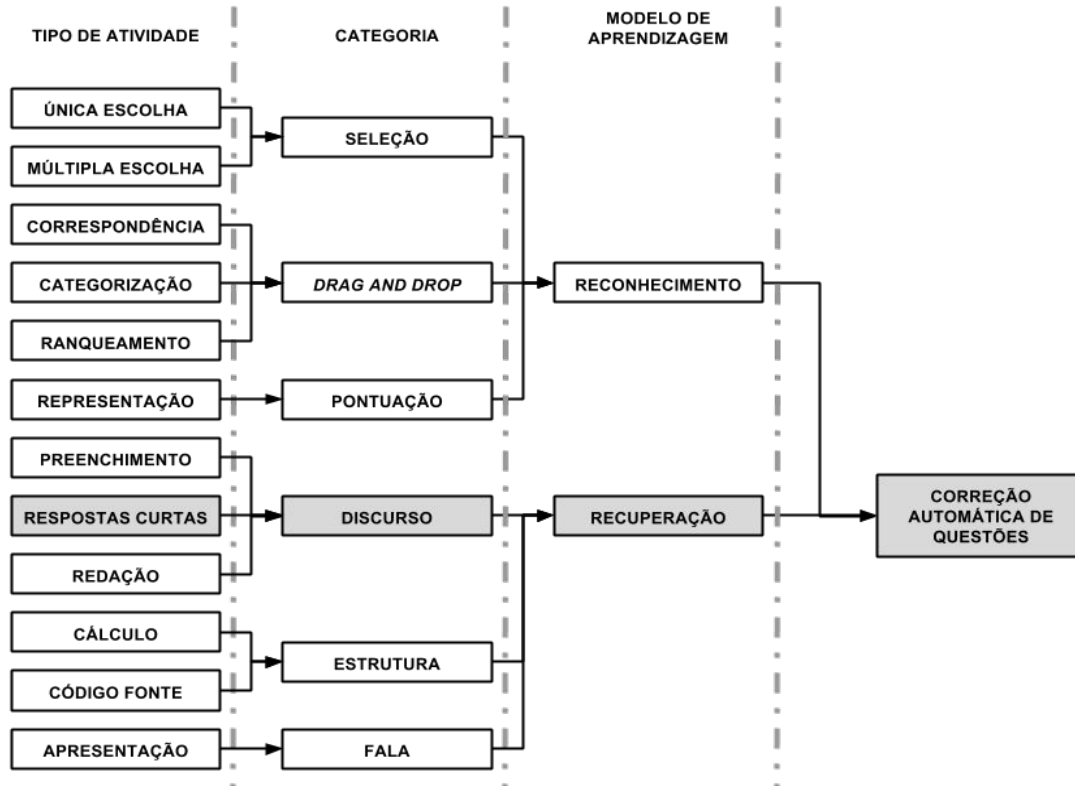 TIPO DE ATIVIDADE
CATEGORIA
MODELO DE
APRENDIZAGEM
ÚNICA ESCOLHA
MÚLTIPLA ESCOLHA
CORRESPONDÊNCIA
CATEGORIZAÇÃO
RANQUEAMENTO
REPRESENTAÇÃO
PREENCHIMENTO
RESPOSTAS CURTAS
REDAÇÃO
CÁLCULO
CÓDIGO FONTE
APRESENTAÇÃO
SELEÇÃO
DRAG AND DROP
PONTUAÇÃO
DISCURSO
ESTRUTURA
FALA
RECONHECIMENTO
RECUPERAÇÃO
CORREÇÃO
AUTOMÁTICA DE
QUESTÕES